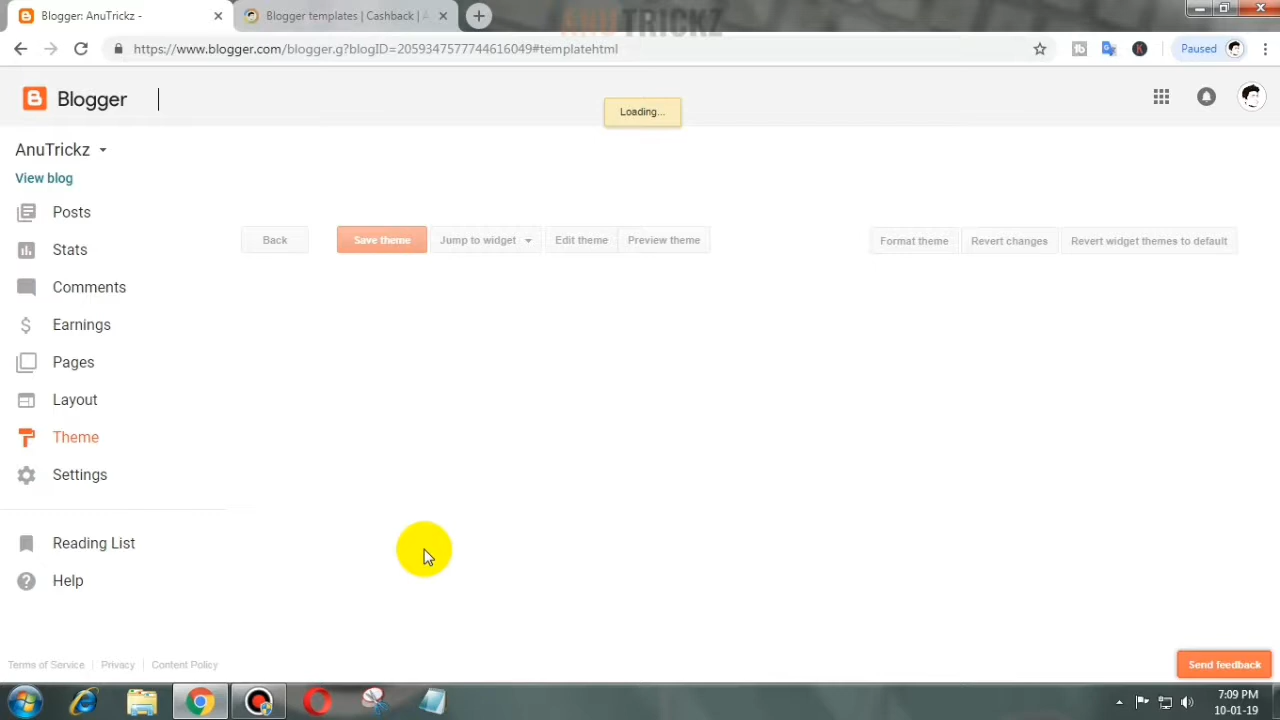 Blogger: AnuTrickz -
Blogger templates | Cashback | A
ANUTRICKZ
https://www.blogger.com/blogger.g?blogID=2059347577744616049#templatehtml
Paused
Blogger
Loading...
AnuTrickz
View blog
Posts
Stats
Comments
Earnings
Pages
Layout
Theme
Settings
Reading List
Help
Back
Save theme
Jump to widget
Edit theme
Preview theme
Format theme
Revert changes
Revert widget themes to default
Terms of Service
Privacy
Content Policy
Send feedback
7:09 PM
10-01-19